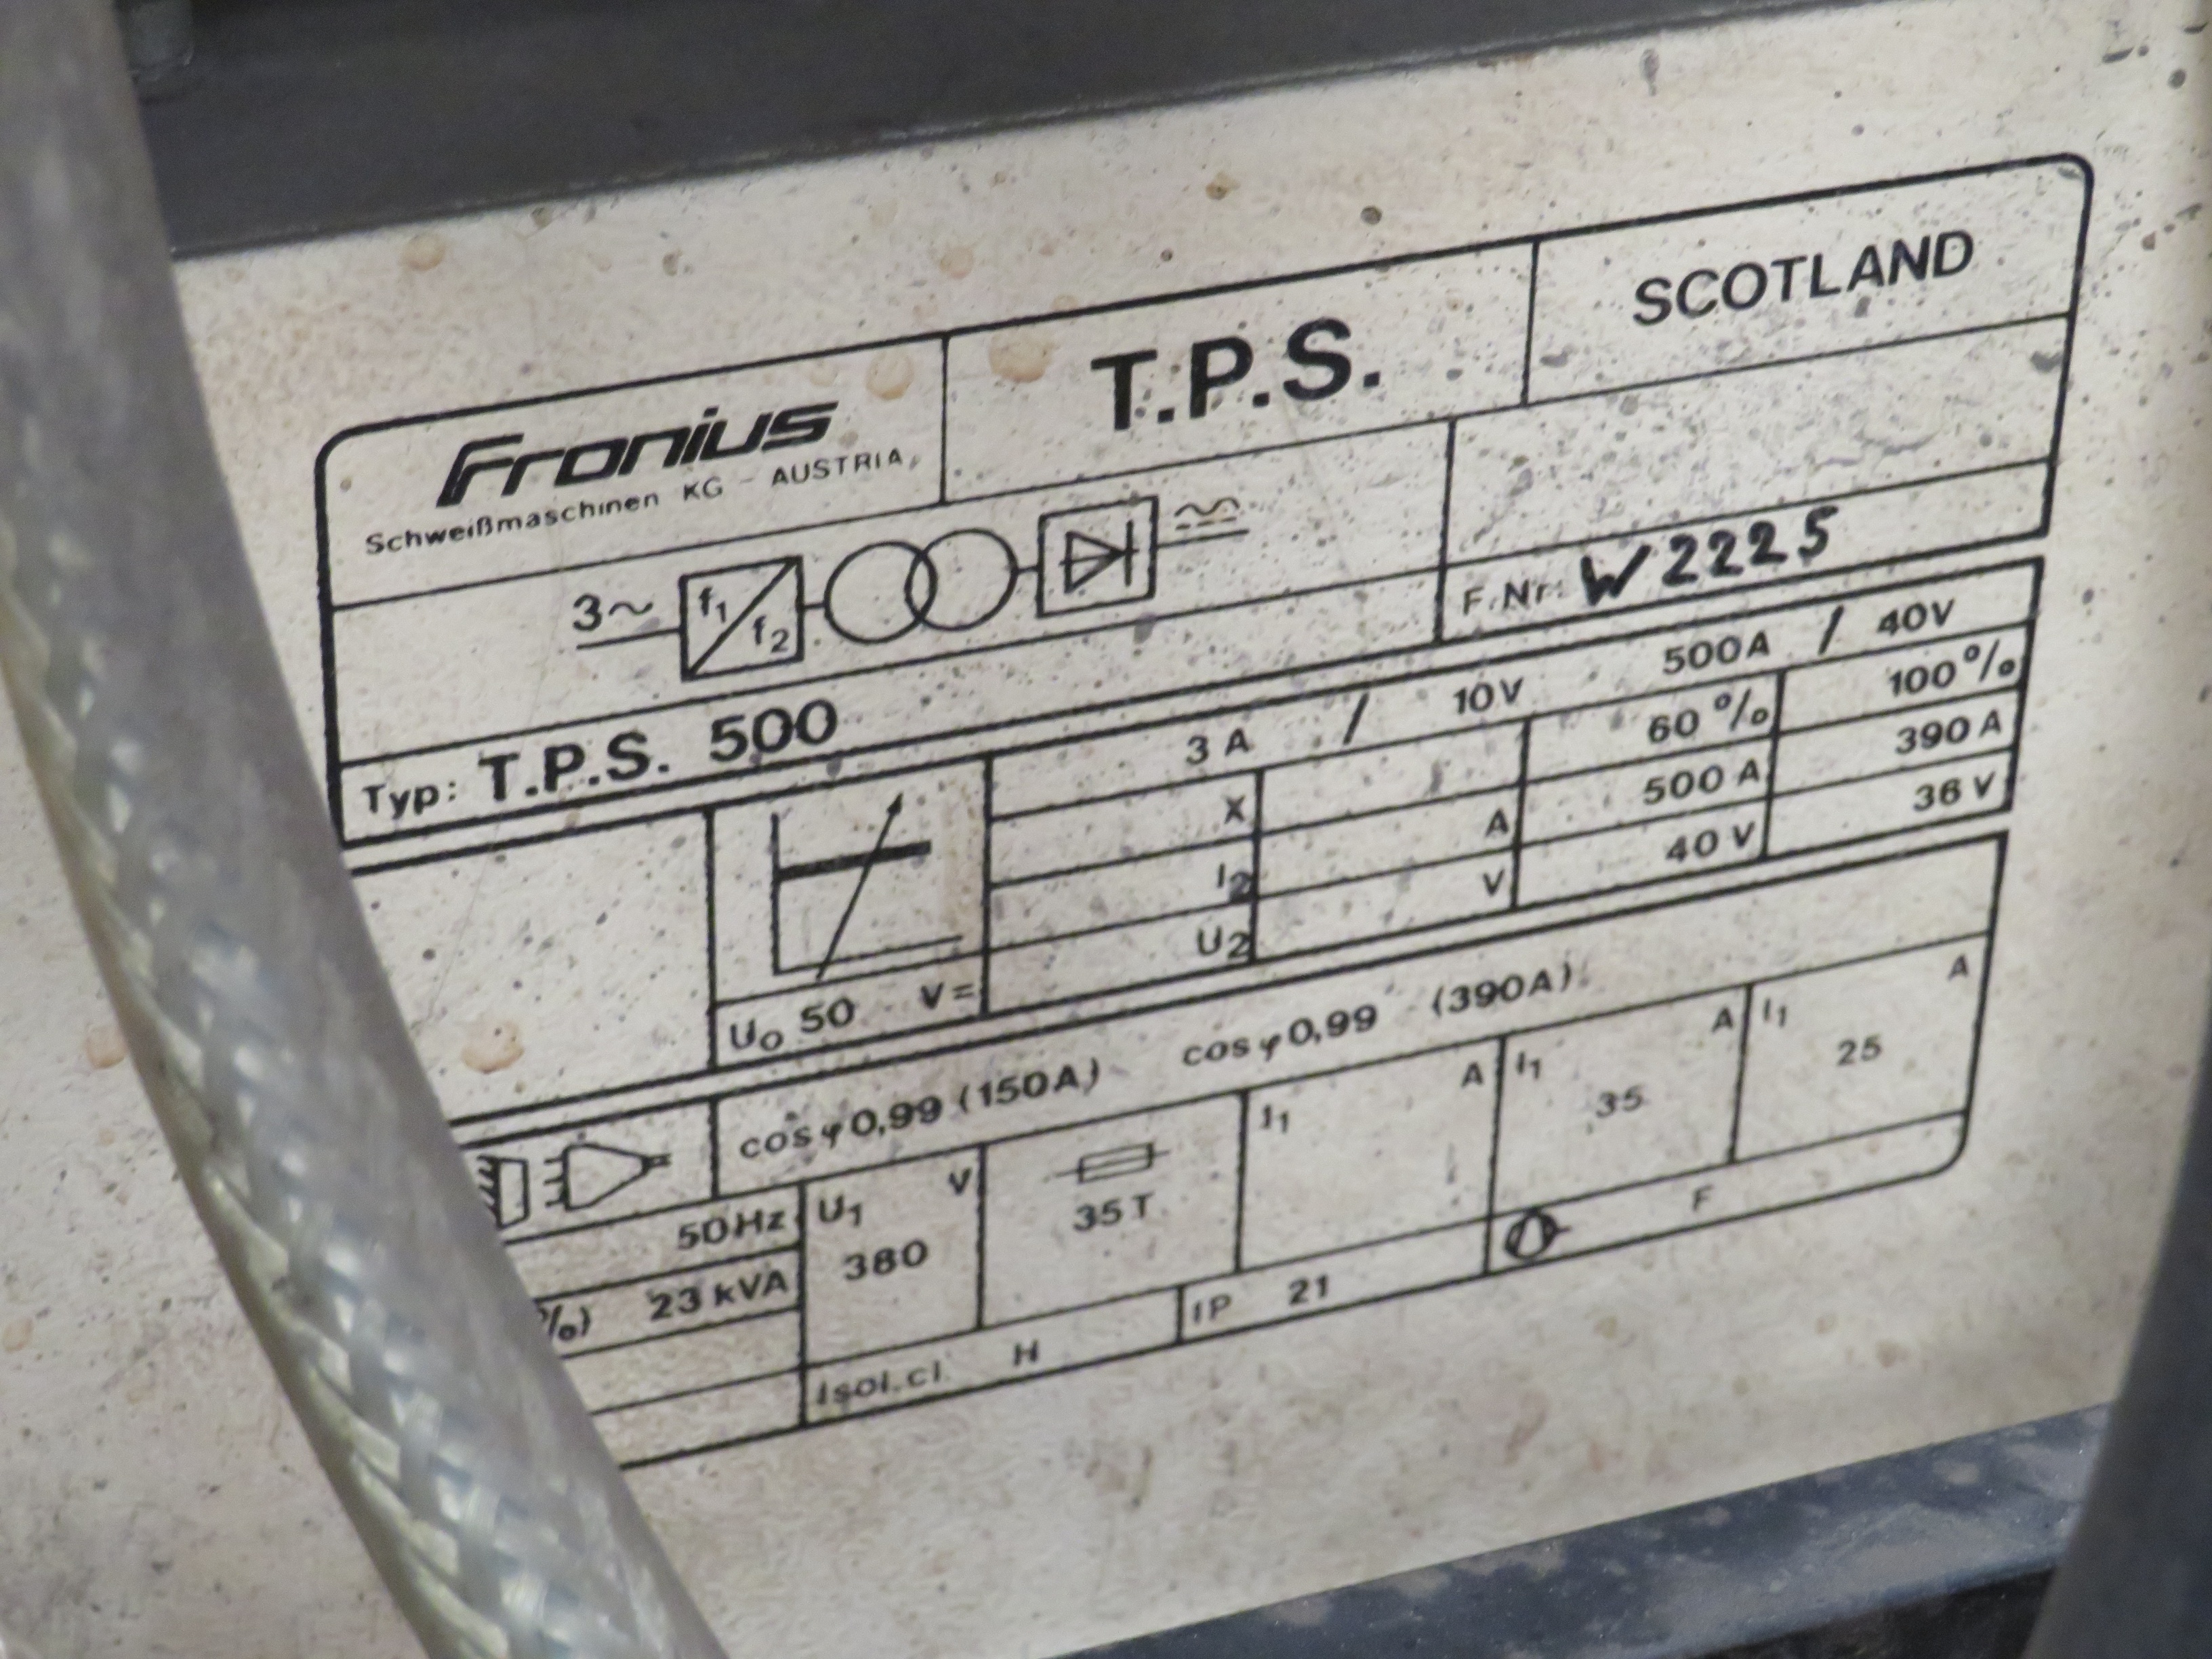 Fronius
Schweißmaschinen KG - AUSTRIA
T.P.S.
SCOTLAND
3~ f1 f2
F.Nr: W2225
Typ: T.P.S. 500
3 A / 10V 500A / 40V
X 60 % 100 %
I2 A 500 A 390 A
U2 V 40 V 36 V
U0 50 V=
cos φ 0,99 (150A) cos φ 0,99 (390A)
50Hz
U1 V
380
35T
I1 A
I1 A
35
I1 A
25
%) 23 kVA
Isol.cl. H
IP 21
F